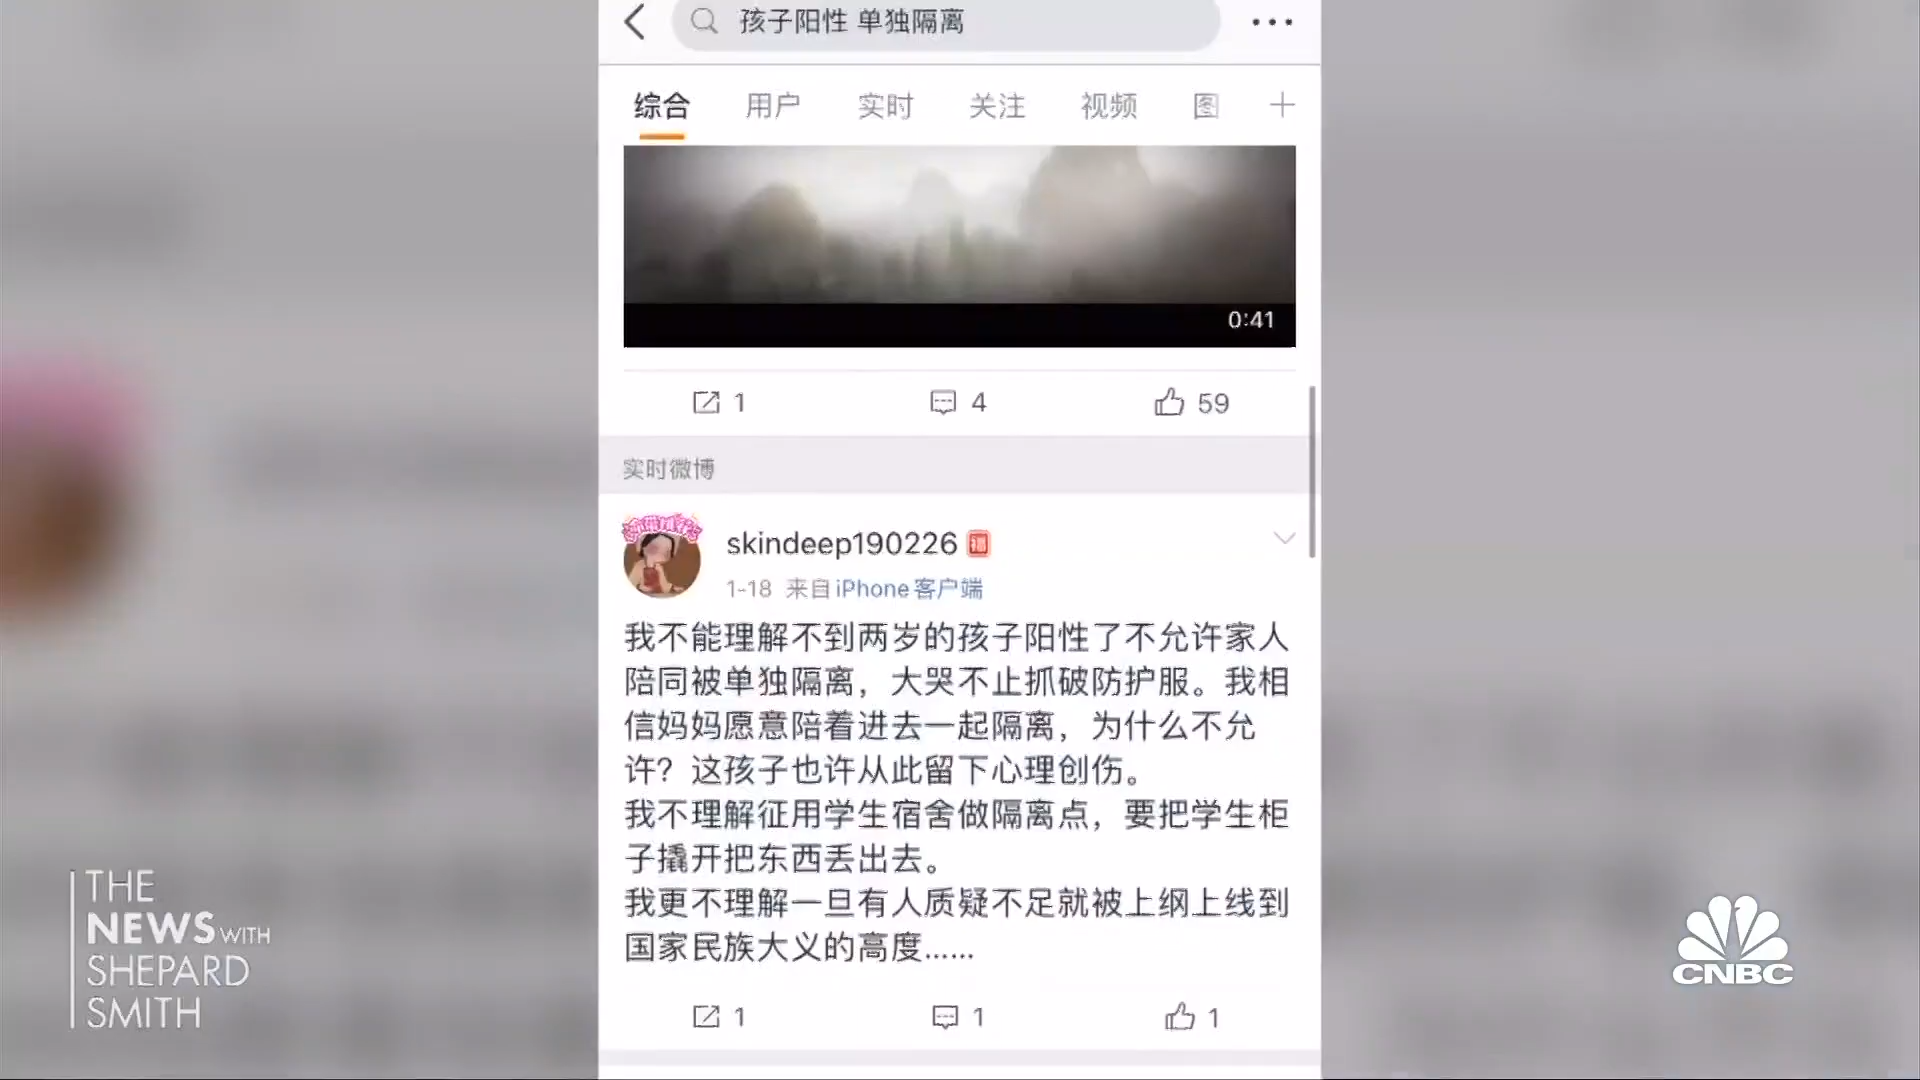 孩子阳性 单独隔离
综合 用户 实时 关注 视频 图
0:41
1 4 59
实时微博
skindeep190226 福
1-18 来自 iPhone客户端
我不能理解不到两岁的孩子阳性了不允许家人
陪同被单独隔离，大哭不止抓破防护服。我相
信妈妈愿意陪着进去一起隔离，为什么不允
许？这孩子也许从此留下心理创伤。
我不理解征用学生宿舍做隔离点，要把学生柜
子撬开把东西丢出去。
我更不理解一旦有人质疑不足就被上纲上线到
国家民族大义的高度……
1 1 1
THE
NEWS WITH
SHEPARD
SMITH
CNBC